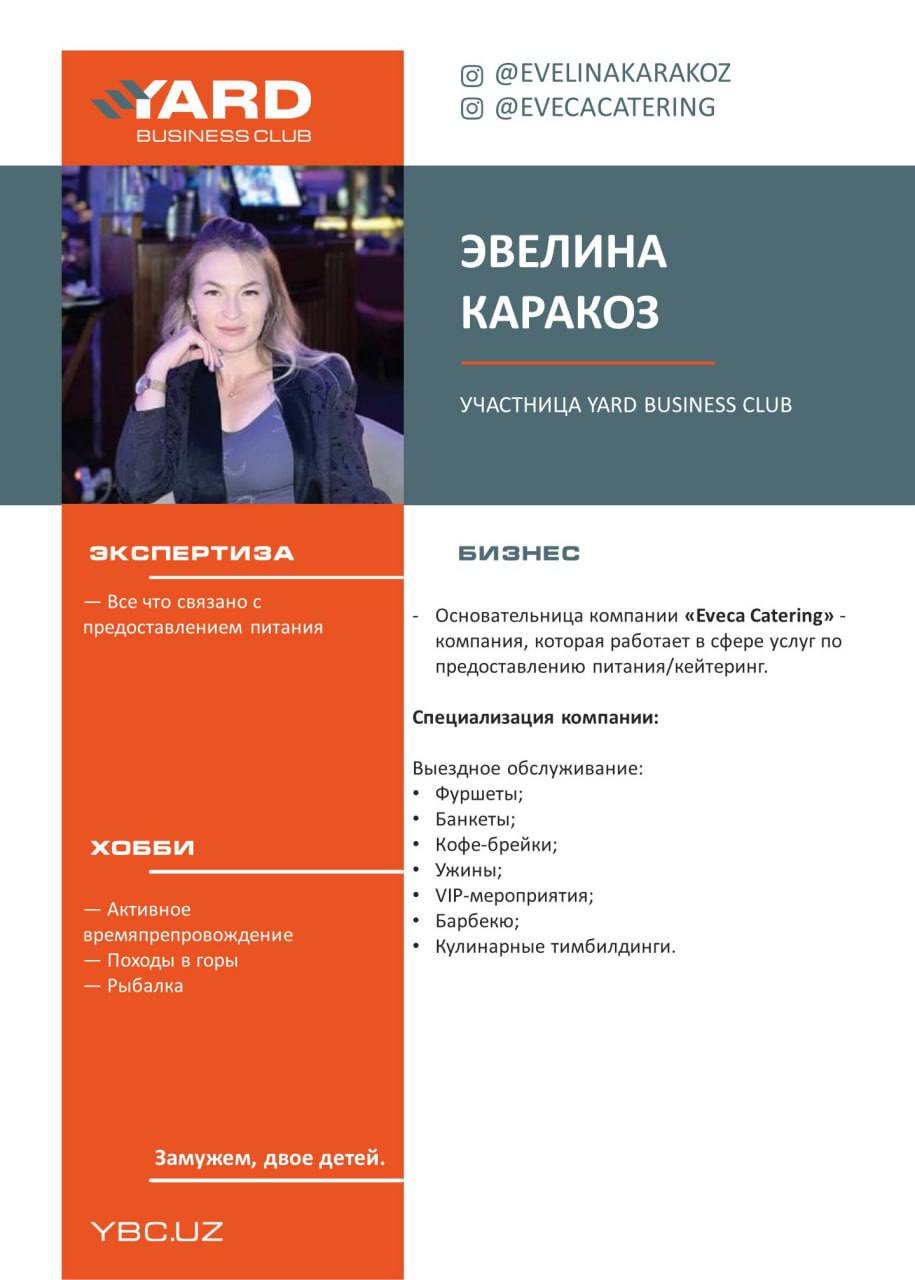 YARD
BUSINESS CLUB
@EVELINAKARAKOZ
@EVECACATERING
ЭВЕЛИНА
КАРАКОЗ
УЧАСТНИЦА YARD BUSINESS CLUB
ЭКСПЕРТИЗА
— Все что связано с
предоставлением питания
ХОББИ
— Активное
времяпрепровождение
— Походы в горы
— Рыбалка
Замужем, двое детей.
YBC.UZ
БИЗНЕС
- Основательница компании «Eveca Catering» -
компания, которая работает в сфере услуг по
предоставлению питания/кейтеринг.
Специализация компании:
Выездное обслуживание:
• Фуршеты;
• Банкеты;
• Кофе-брейки;
• Ужины;
• VIP-мероприятия;
• Барбекю;
• Кулинарные тимбилдинги.